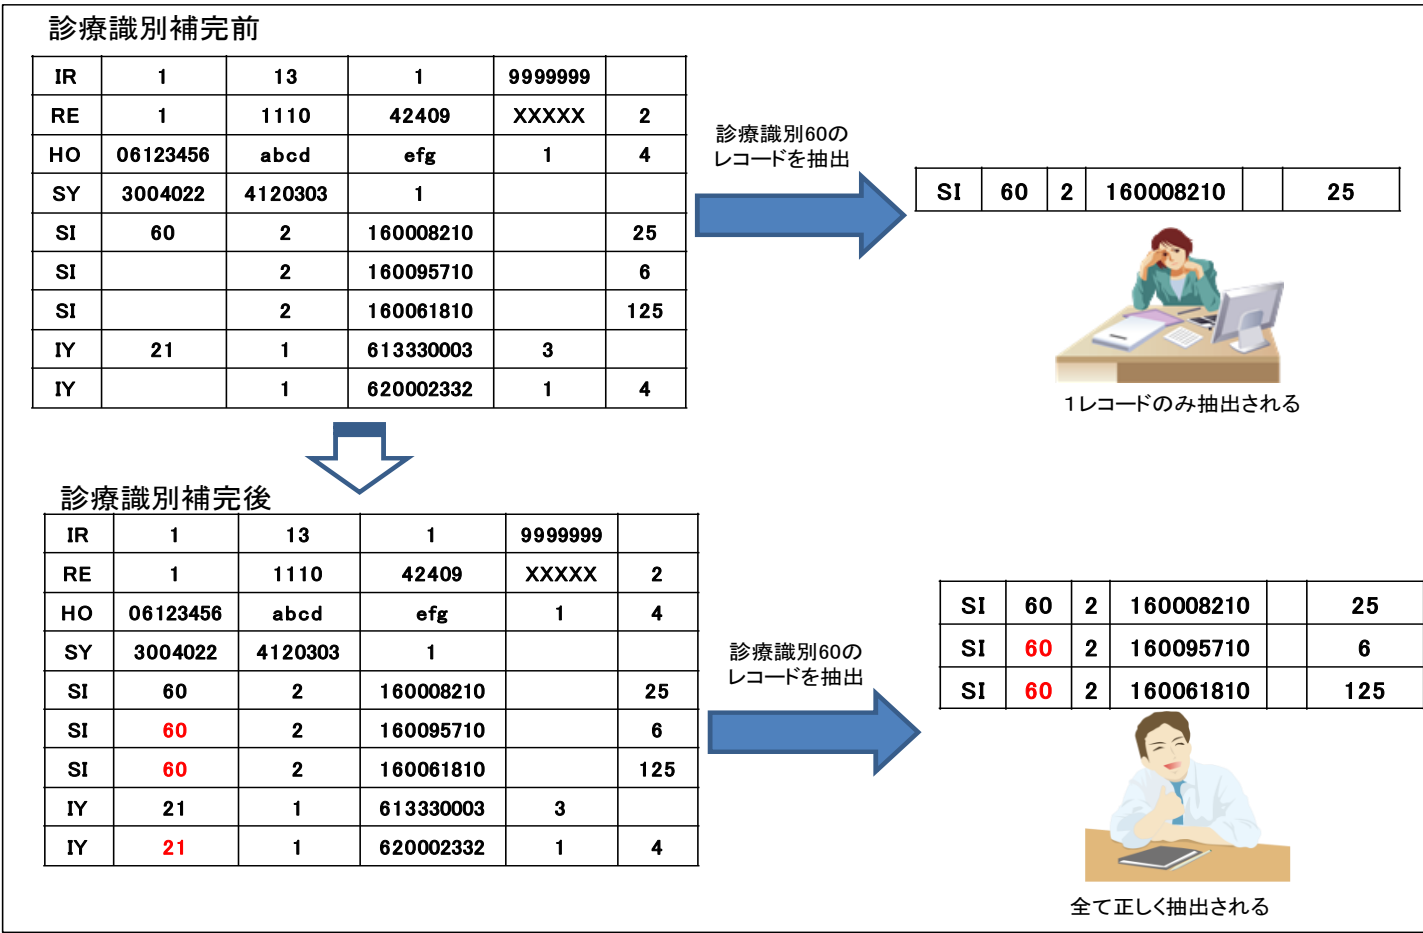 診療識別補完前
IR 1 13 1 9999999
RE 1 1110 42409 XXXXX 2
HO 06123456 abcd efg 1 4
SY 3004022 4120303 1
SI 60 2 160008210 25
SI 2 160095710 6
SI 2 160061810 125
IY 21 1 613330003 3
IY 1 620002332 1 4
診療識別60の
レコードを抽出
SI 60 2 160008210 25
1レコードのみ抽出される
診療識別補完後
IR 1 13 1 9999999
RE 1 1110 42409 XXXXX 2
HO 06123456 abcd efg 1 4
SY 3004022 4120303 1
SI 60 2 160008210 25
SI 60 2 160095710 6
SI 60 2 160061810 125
IY 21 1 613330003 3
IY 21 1 620002332 1 4
診療識別60の
レコードを抽出
SI 60 2 160008210 25
SI 60 2 160095710 6
SI 60 2 160061810 125
全て正しく抽出される